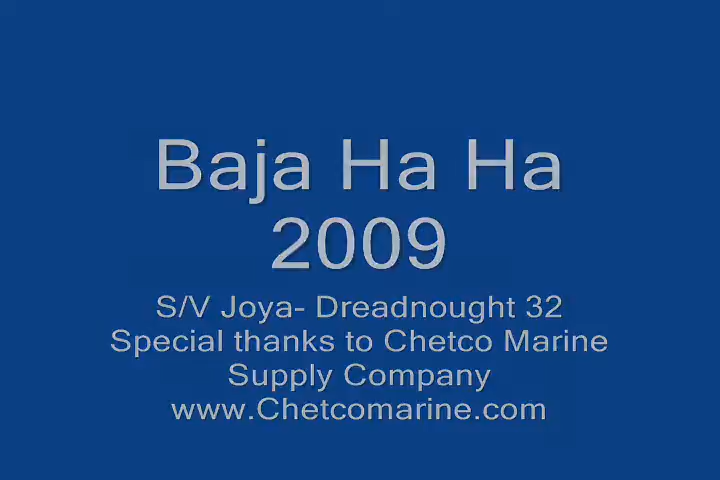 Baja Ha Ha
2009
S/V Joya- Dreadnought 32
Special thanks to Chetco Marine
Supply Company
www.Chetcomarine.com